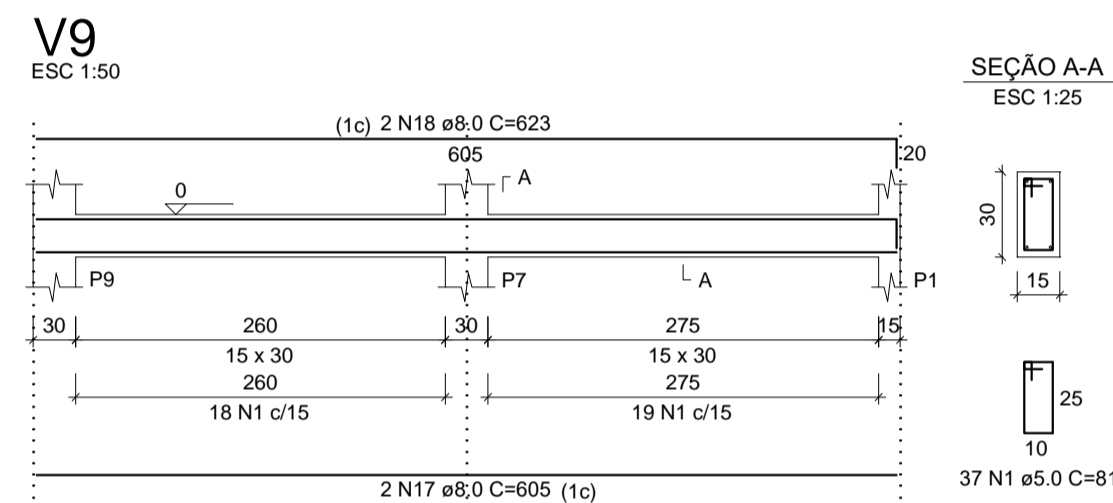 V9
ESC 1:50
SEÇÃO A-A
ESC 1:25
(1c) 2 N18 ø8.0 C=623
605
20
A
0
30
15
P9
P7
A
P1
30
260
30
275
15
15 x 30
15 x 30
260
275
18 N1 c/15
19 N1 c/15
25
10
37 N1 ø5.0 C=81
2 N17 ø8.0 C=605 (1c)